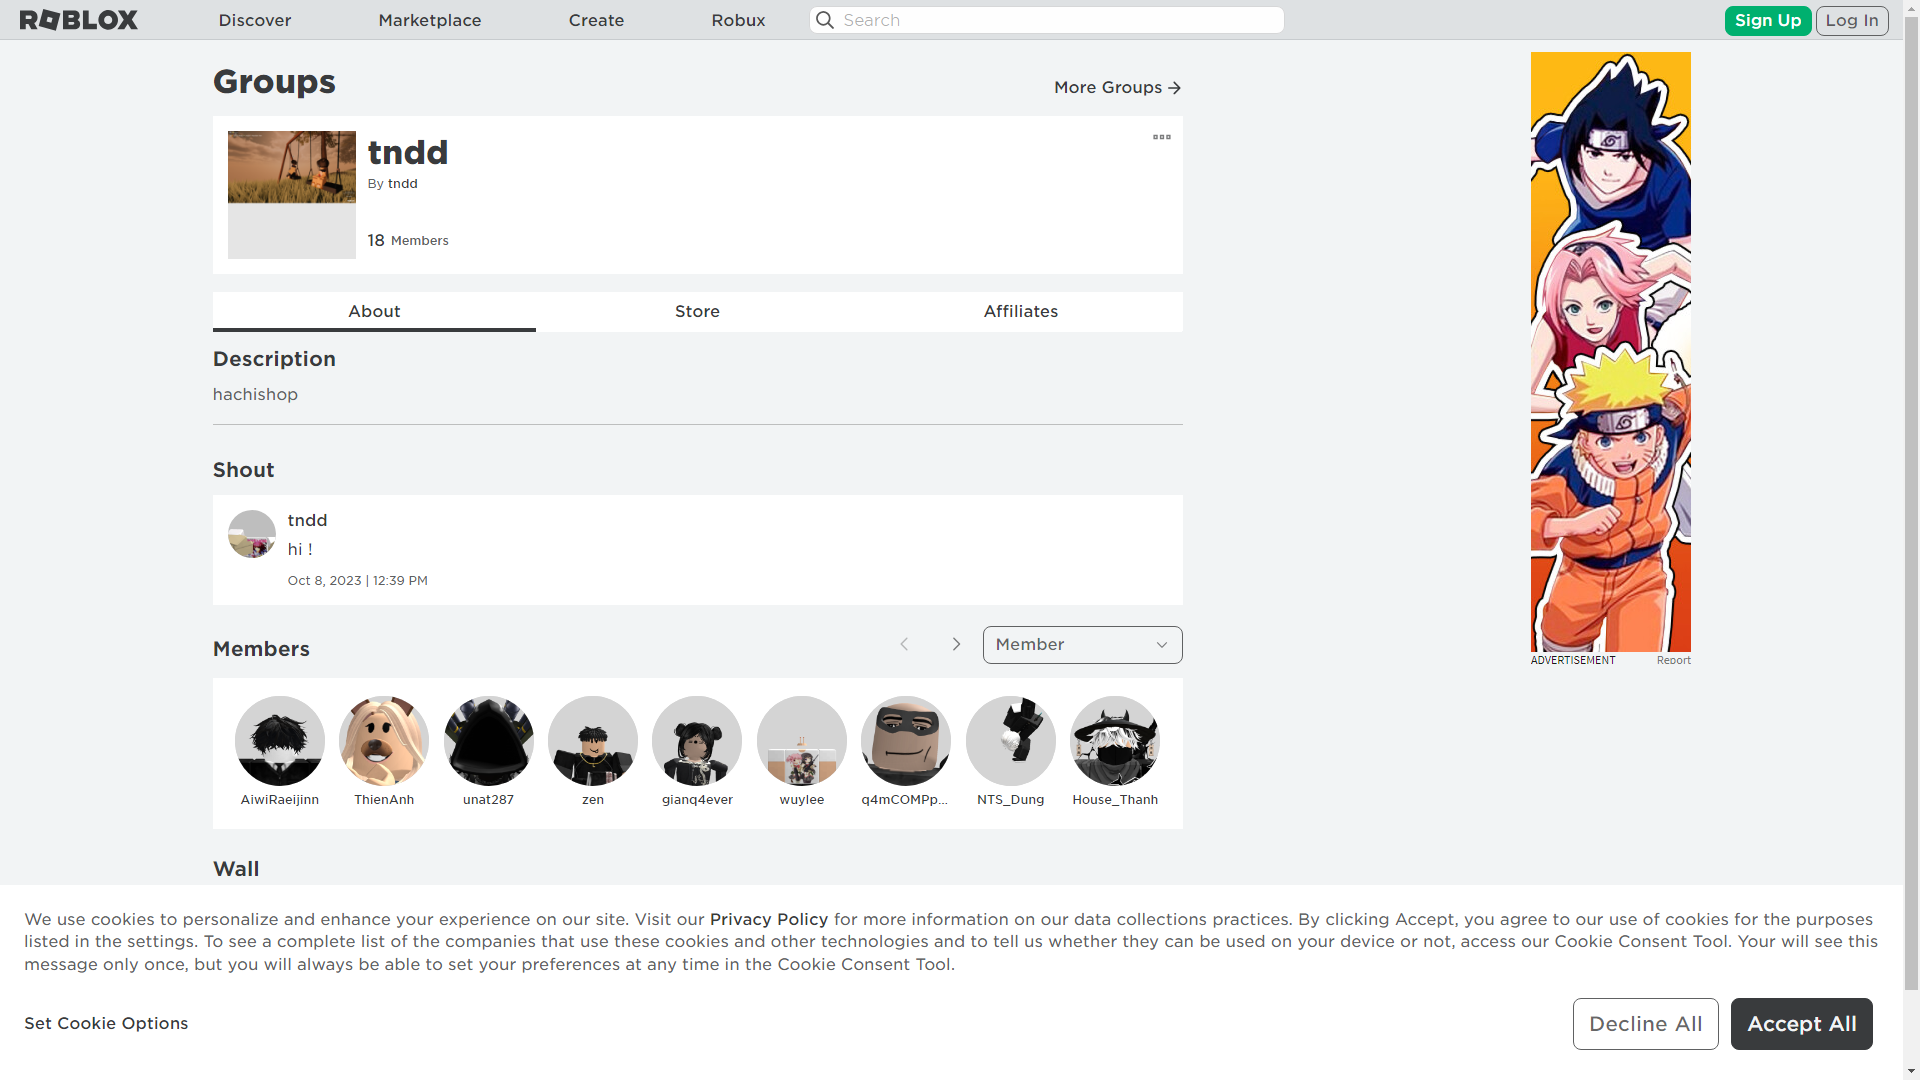 ROBLOX Discover Marketplace Create Robux Search Sign Up Log In
Groups
More Groups
tndd
By tndd
18 Members
About Store Affiliates
Description
hachishop
Shout
tndd
hi !
Oct 8, 2023 | 12:39 PM
Members
Member
AiwiRaeijinn ThienAnh unat287 zen gianq4ever wuylee q4mCOMPp... NTS_Dung House_Thanh
Wall
ADVERTISEMENT Report
We use cookies to personalize and enhance your experience on our site. Visit our Privacy Policy for more information on our data collections practices. By clicking Accept, you agree to our use of cookies for the purposes
listed in the settings. To see a complete list of the companies that use these cookies and other technologies and to tell us whether they can be used on your device or not, access our Cookie Consent Tool. Your will see this
message only once, but you will always be able to set your preferences at any time in the Cookie Consent Tool.
Set Cookie Options
Decline All
Accept All